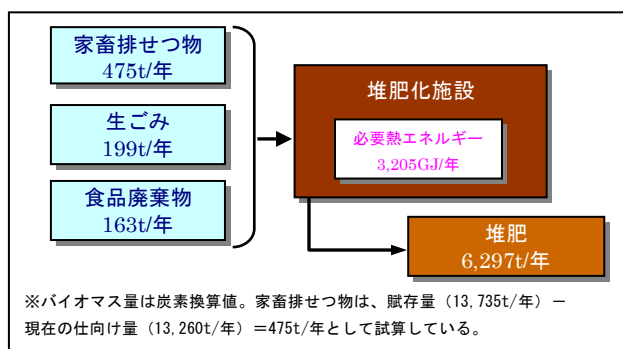 家畜排せつ物
475t/年
生ごみ
199t/年
食品廃棄物
163t/年
堆肥化施設
必要熱エネルギー
3,205GJ/年
堆肥
6,297t/年
※バイオマス量は炭素換算値。家畜排せつ物は、賦存量（13,735t/年）－
現在の仕向け量（13,260t/年）＝475t/年として試算している。